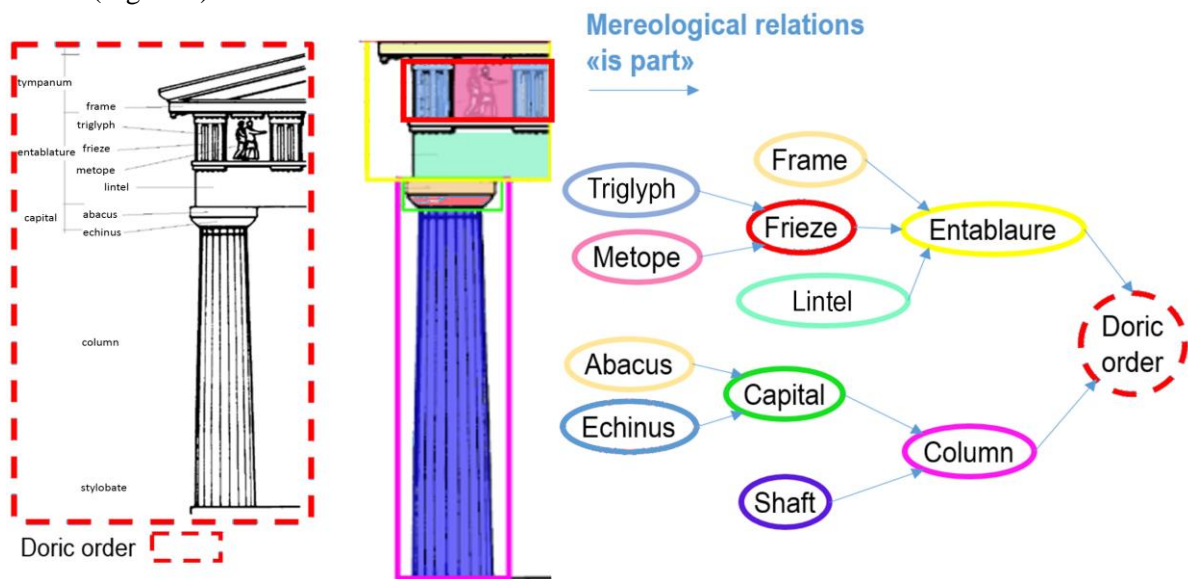 tympanum
frame
triglyph
entablature
frieze
metope
lintel
capital
abacus
echinus
column
stylobate
Doric order
Mereological relations
«is part»
Frame
Triglyph
Frieze
Entablaure
Metope
Lintel
Doric
order
Abacus
Capital
Echinus
Column
Shaft